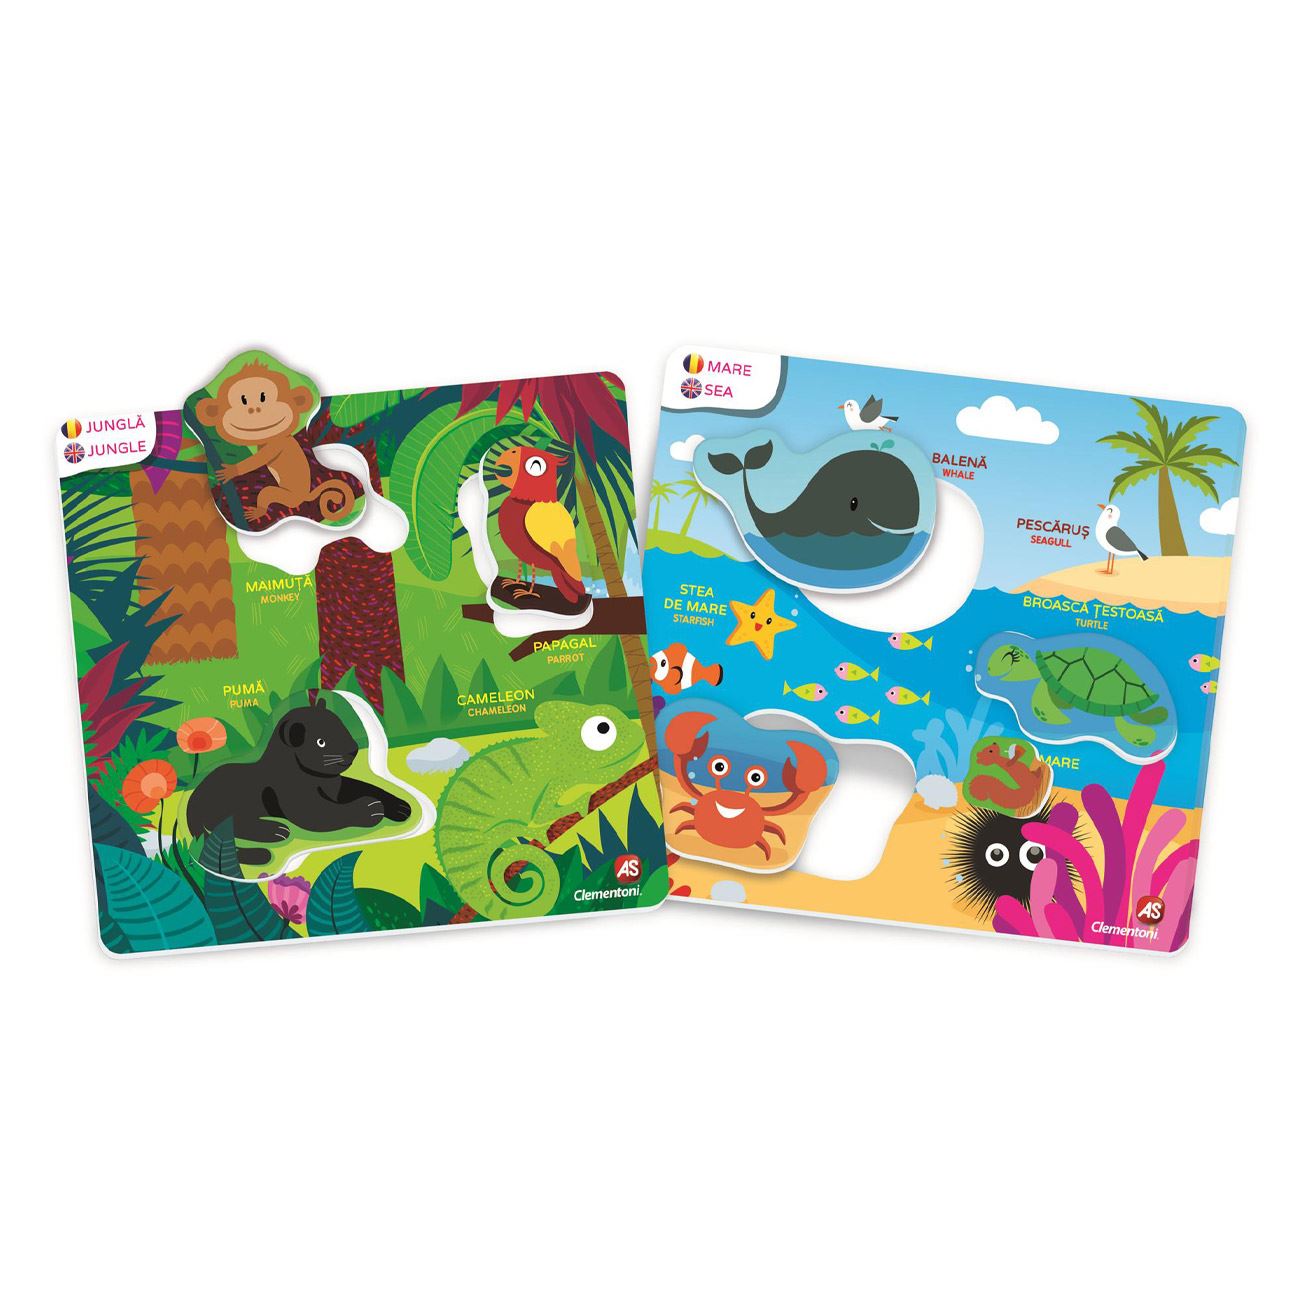 JUNGLĂ
JUNGLE
MAIMUȚĂ
MONKEY
PAPAGAL
PARROT
PUMĂ
PUMA
CAMELEON
CHAMELEON
AS
Clementoni.
MARE
SEA
BALENĂ
WHALE
PESCĂRUȘ
SEAGULL
STEA
DE MARE
STARFISH
BROASCĂ ȚESTOASĂ
TURTLE
MARE
AS
Clementoni.